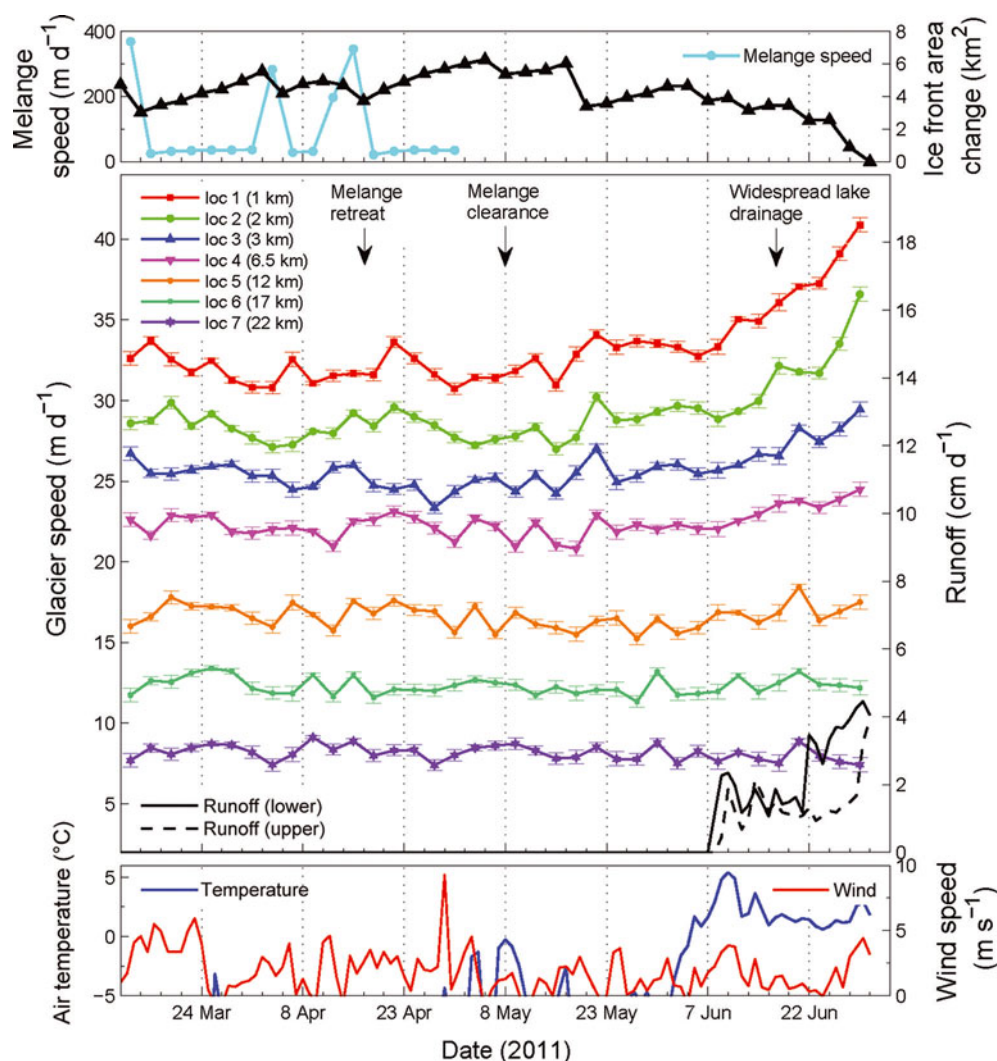 Melange
speed (m d⁻¹)
400
200
0
Melange speed
8
6
4
2
0
Ice front area
change (km²)
Glacier speed (m d⁻¹)
40
35
30
25
20
15
10
5
loc 1 (1 km)
loc 2 (2 km)
loc 3 (3 km)
loc 4 (6.5 km)
loc 5 (12 km)
loc 6 (17 km)
loc 7 (22 km)
Melange
retreat
Melange
clearance
Widespread lake
drainage
Runoff (lower)
Runoff (upper)
18
16
14
12
10
8
6
4
2
0
Runoff (cm d⁻¹)
Air temperature (°C)
5
0
−5
Temperature
Wind
10
5
0
Wind speed
(m s⁻¹)
24 Mar 8 Apr 23 Apr 8 May 23 May 7 Jun 22 Jun
Date (2011)